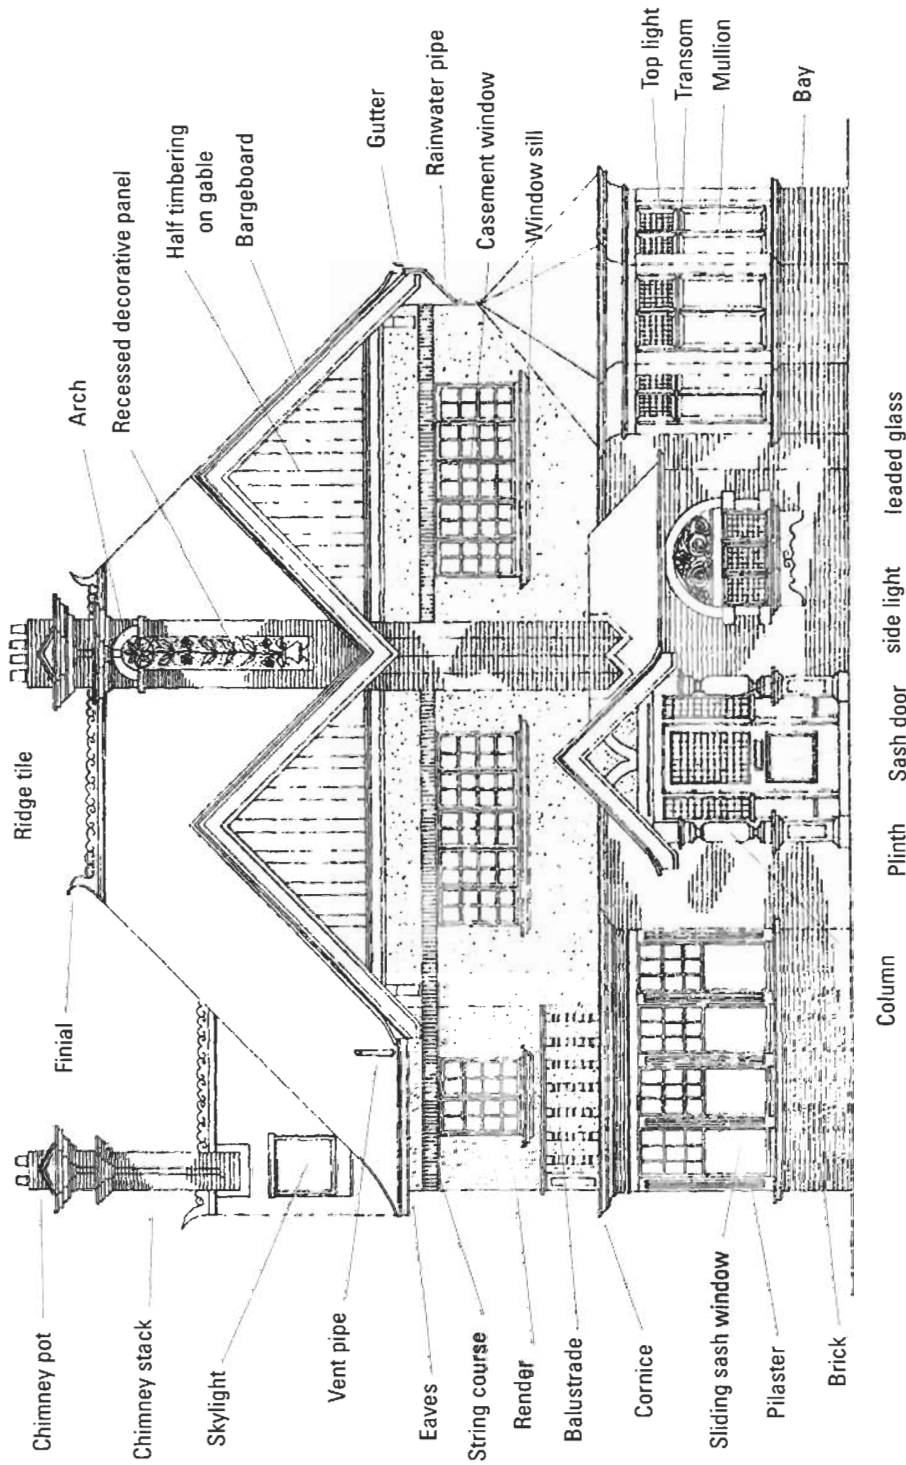 Chimney pot
Chimney stack
Skylight
Vent pipe
Eaves
String course
Render
Balustrade
Cornice
Sliding sash window
Pilaster
Brick
Finial
Ridge tile
Arch
Recessed decorative panel
Half timbering
on gable
Bargeboard
Gutter
Rainwater pipe
Casement window
Window sill
Top light
Transom
Mullion
Bay
Column
Plinth
Sash door
side light
leaded glass